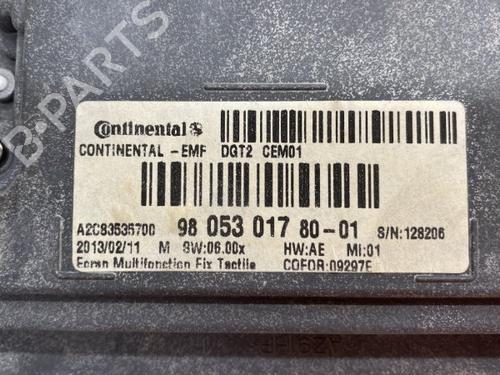 B-PARTS
Continental
CONTINENTAL -EMF DGT2 CEM01
A2C83535700 98 053 017 80-01 S/N:128206
2013/02/11 M SW:06.00x HW:AE MI:01
Ecran Multifonction Fix Tactile COFOR:09297E